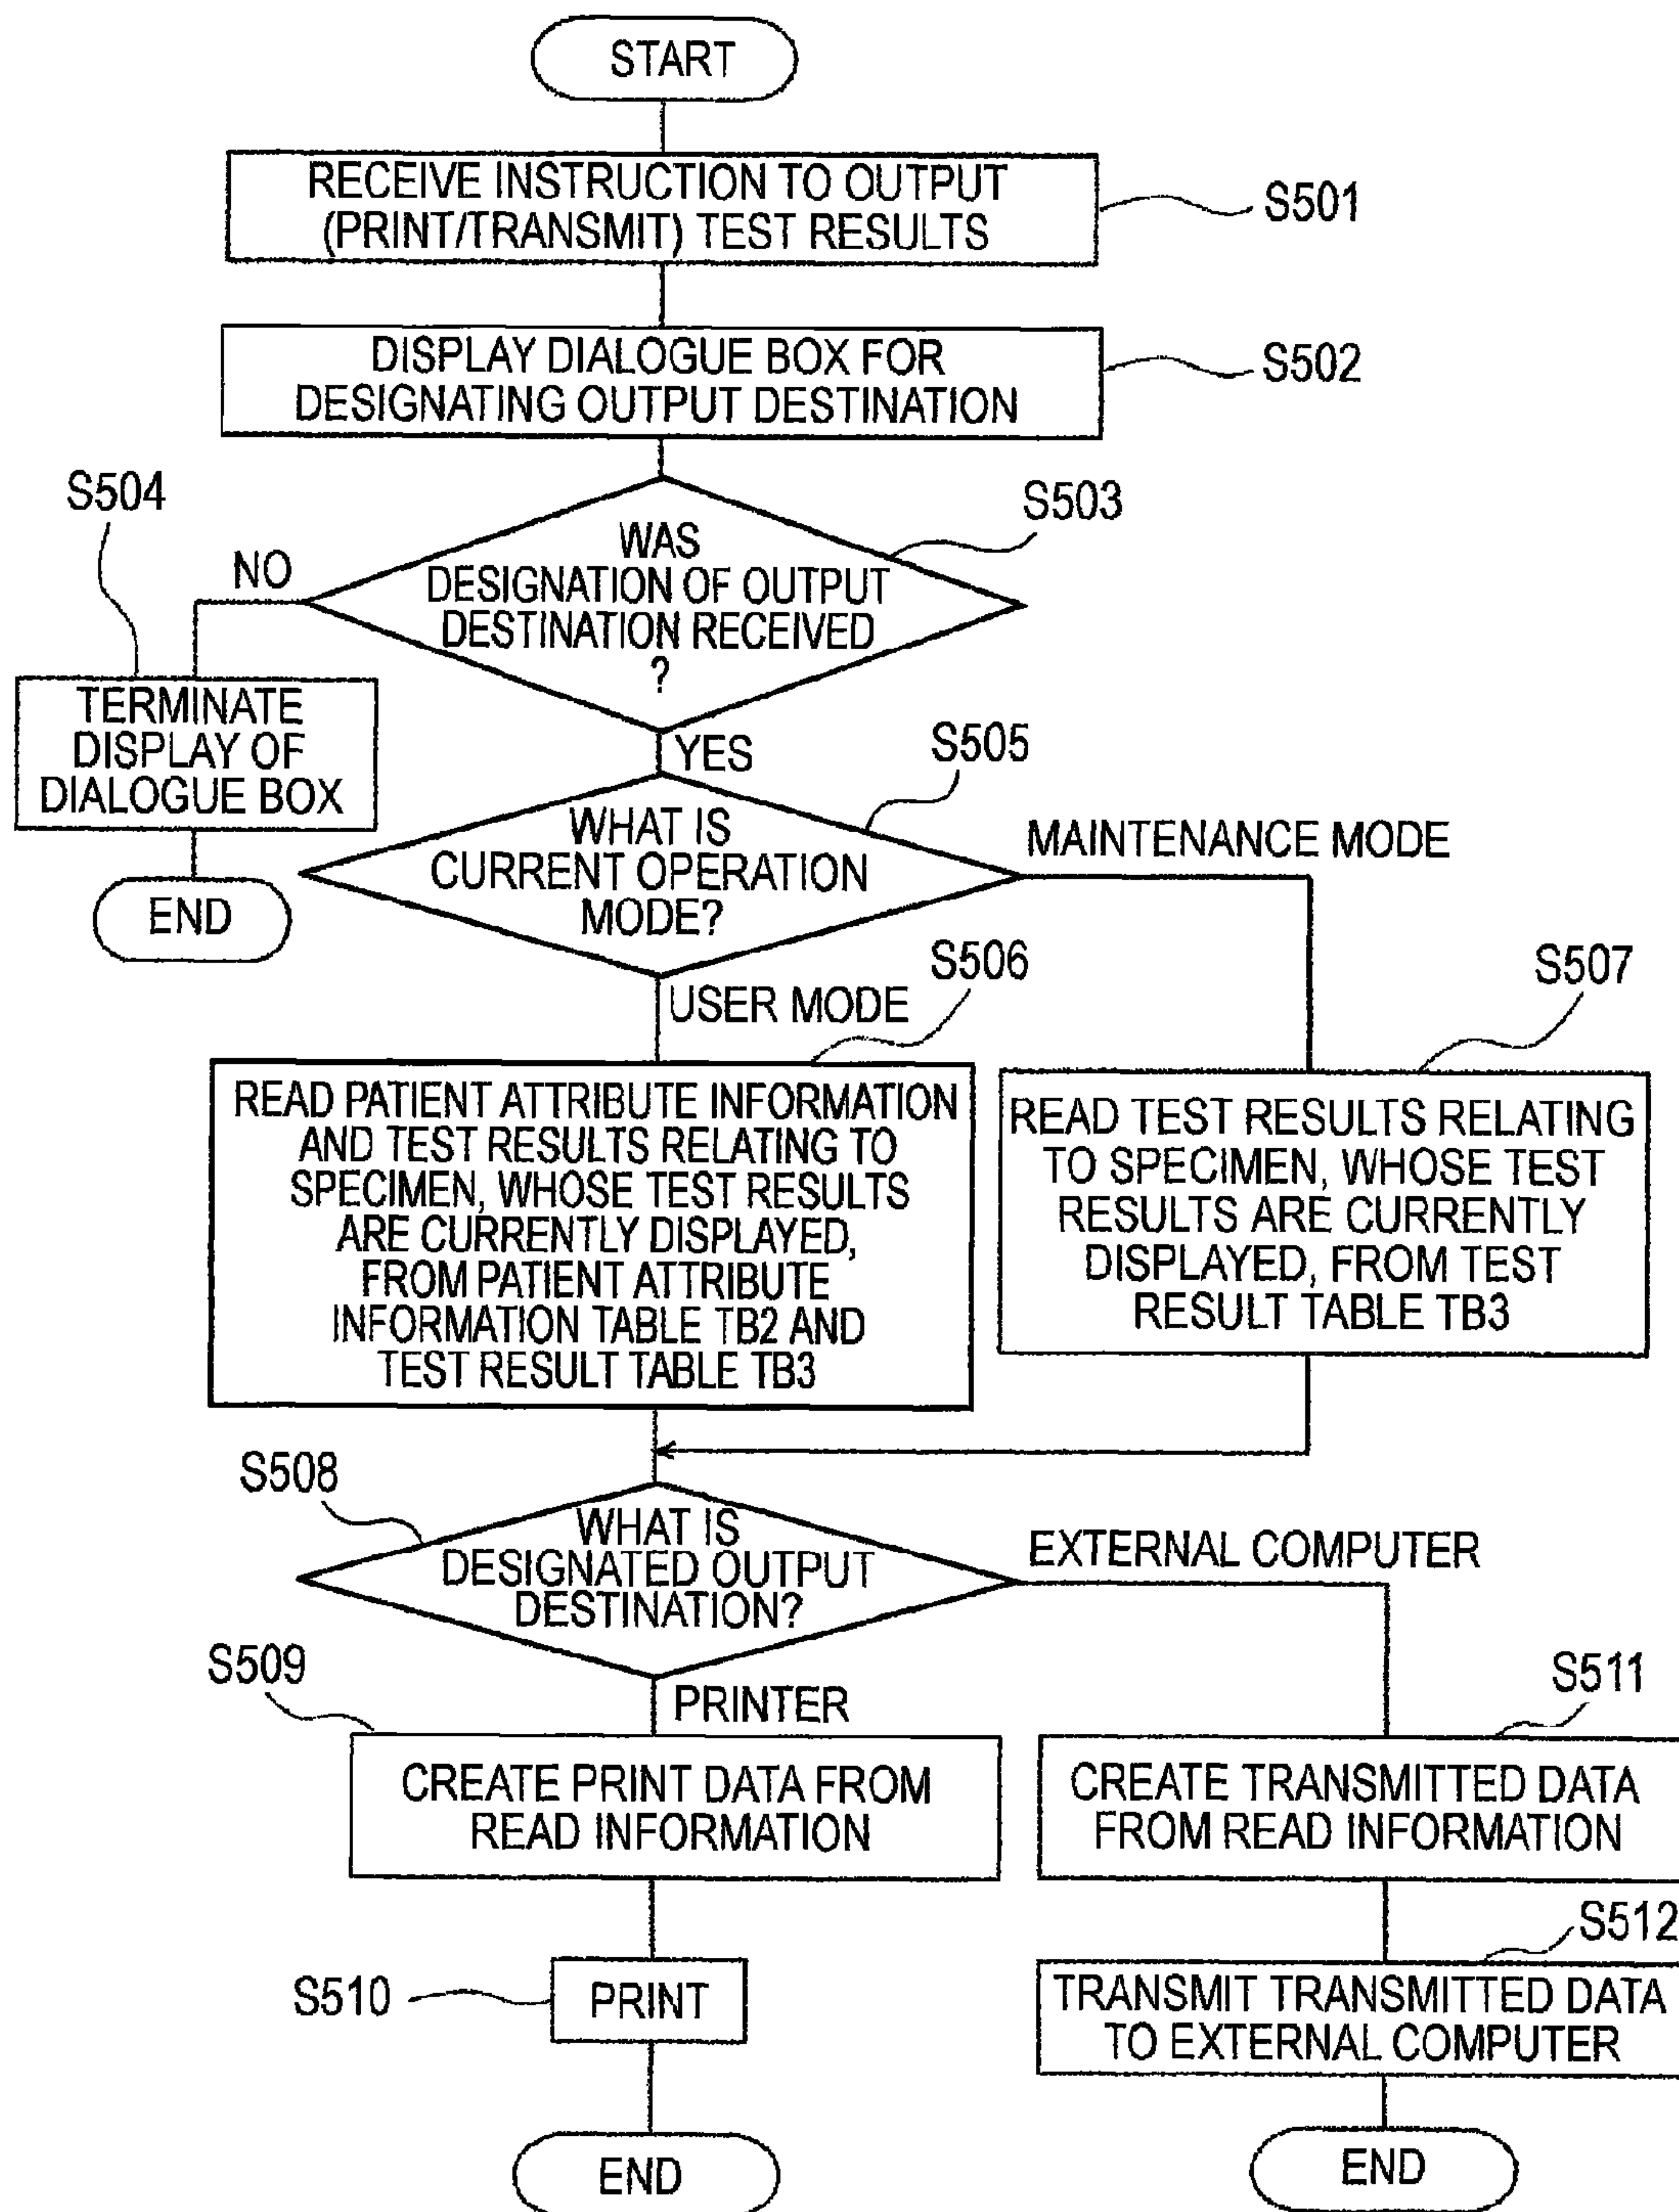 START
RECEIVE INSTRUCTION TO OUTPUT
(PRINT/TRANSMIT) TEST RESULTS
S501
DISPLAY DIALOGUE BOX FOR
DESIGNATING OUTPUT DESTINATION
S502
S504
S503
NO
WAS
DESIGNATION OF OUTPUT
DESTINATION RECEIVED
?
TERMINATE
DISPLAY OF
DIALOGUE BOX
END
YES
S505
WHAT IS
CURRENT OPERATION
MODE?
MAINTENANCE MODE
S506
S507
USER MODE
READ PATIENT ATTRIBUTE INFORMATION
AND TEST RESULTS RELATING TO
SPECIMEN, WHOSE TEST RESULTS
ARE CURRENTLY DISPLAYED,
FROM PATIENT ATTRIBUTE
INFORMATION TABLE TB2 AND
TEST RESULT TABLE TB3
READ TEST RESULTS RELATING
TO SPECIMEN, WHOSE TEST
RESULTS ARE CURRENTLY
DISPLAYED, FROM TEST
RESULT TABLE TB3
S508
WHAT IS
DESIGNATED OUTPUT
DESTINATION?
EXTERNAL COMPUTER
S509
PRINTER
S511
CREATE PRINT DATA FROM
READ INFORMATION
CREATE TRANSMITTED DATA
FROM READ INFORMATION
S510
PRINT
S512
TRANSMIT TRANSMITTED DATA
TO EXTERNAL COMPUTER
END
END